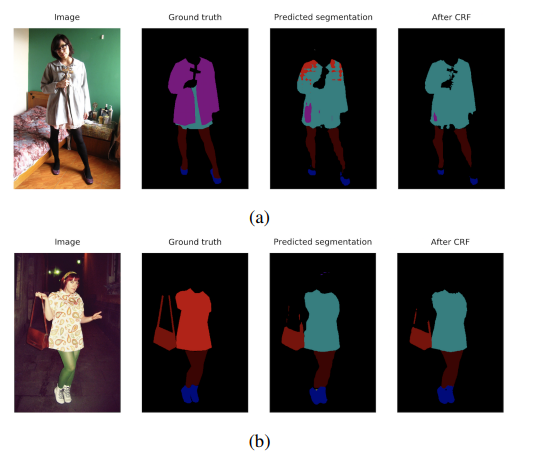 Image Ground truth Predicted segmentation After CRF
(a)
Image Ground truth Predicted segmentation After CRF
(b)